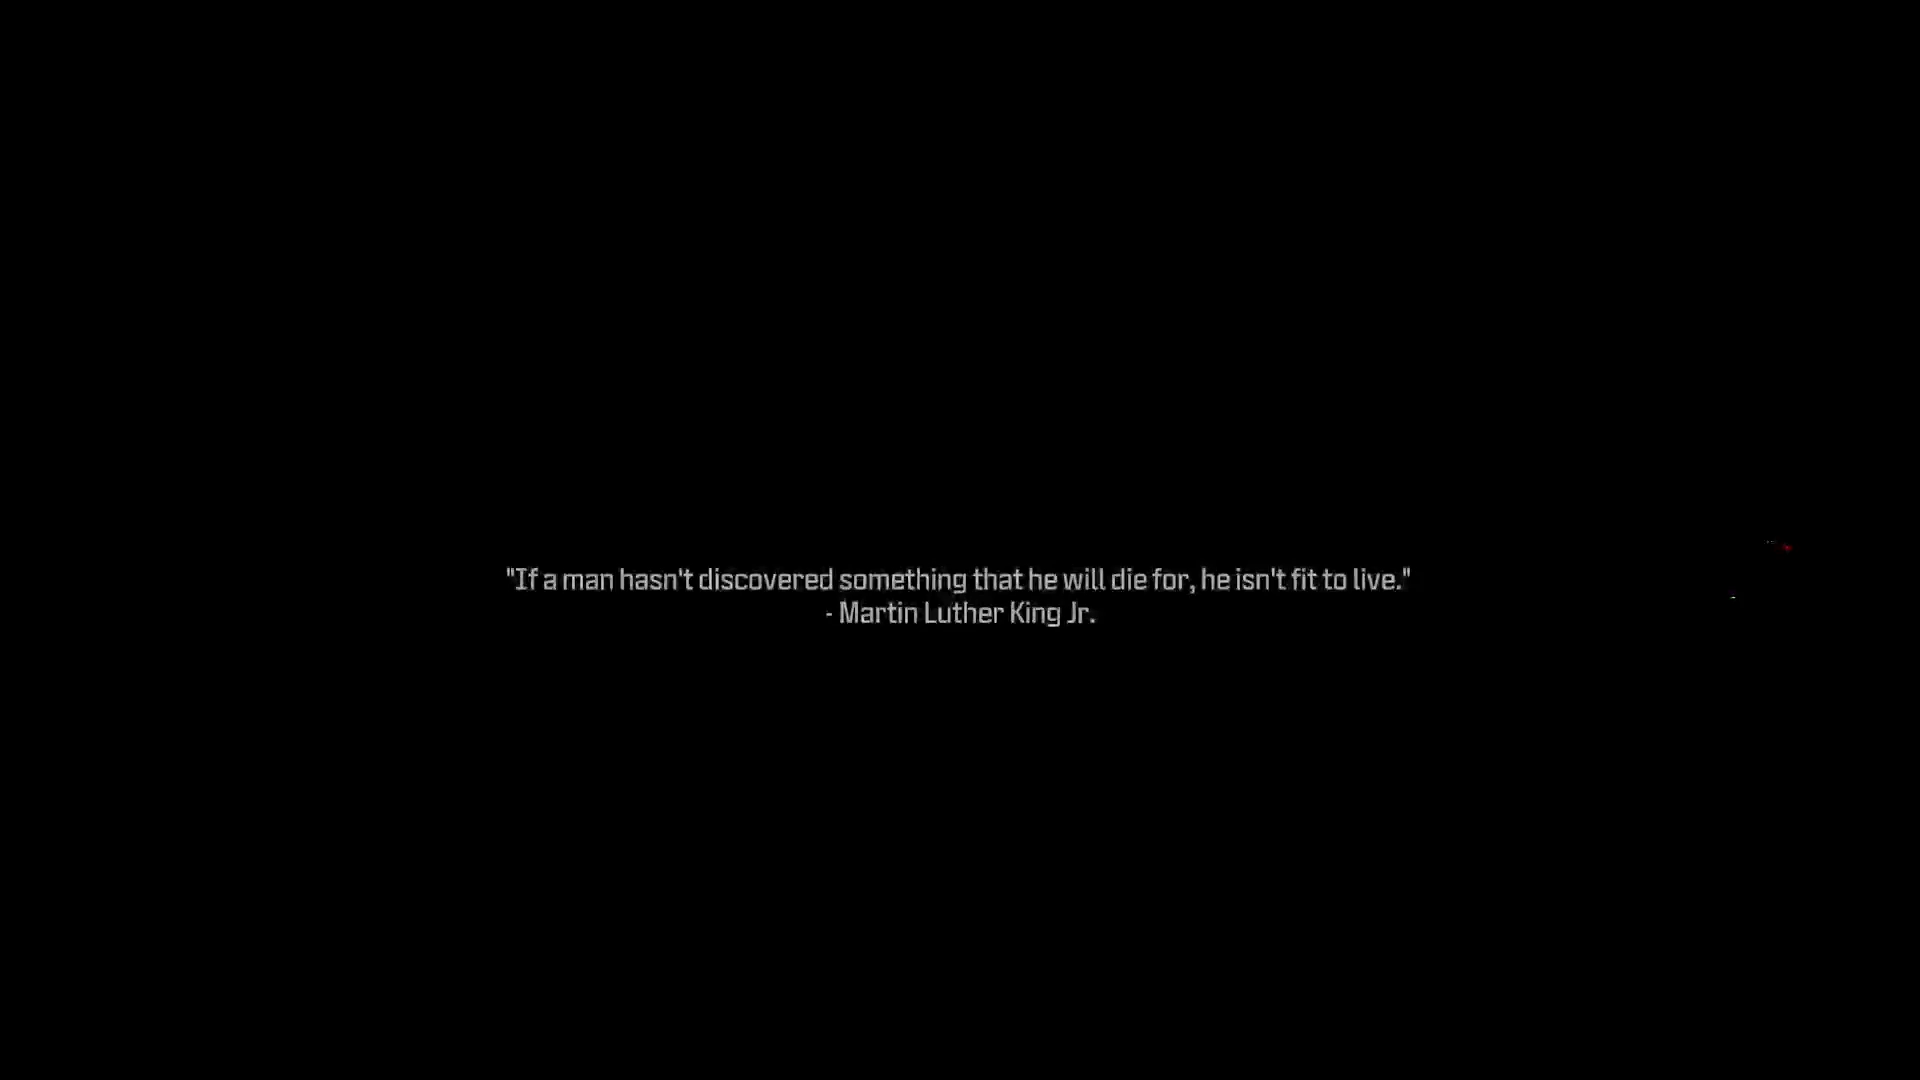 "If a man hasn't discovered something that he will die for, he isn't fit to live."
- Martin Luther King Jr.